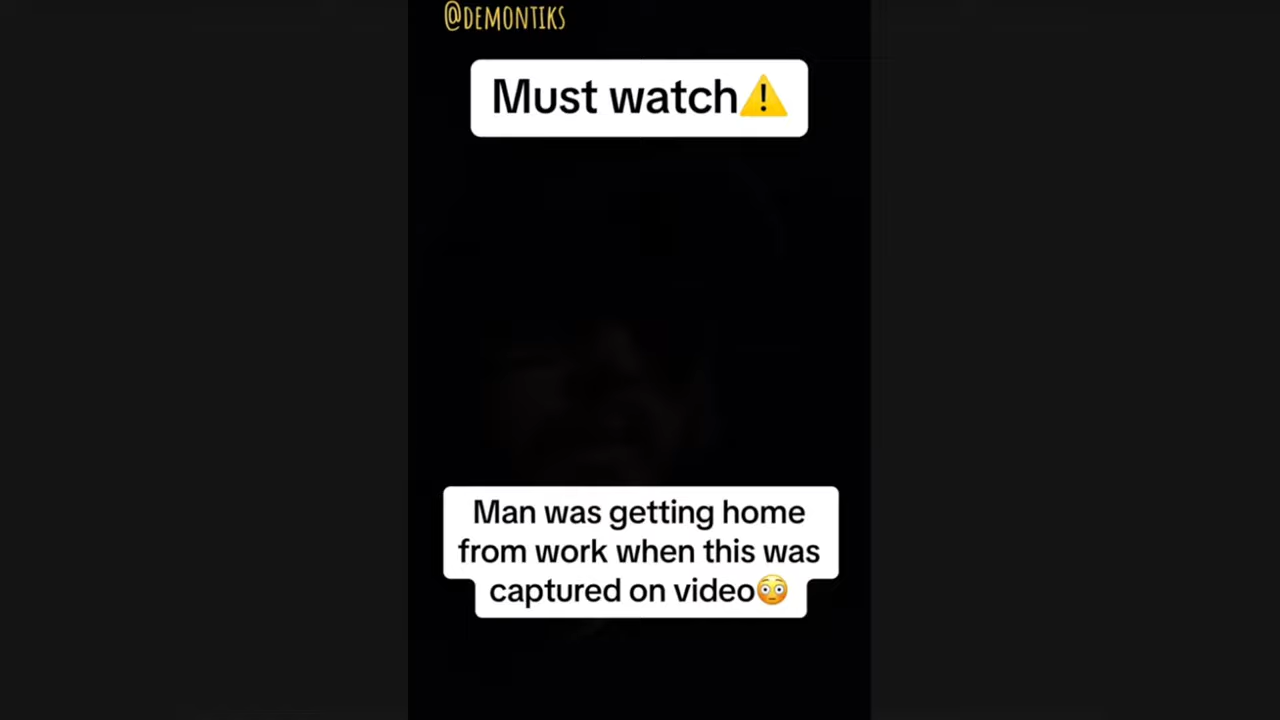 @DEMONTIKS
Must watch⚠️
Man was getting home
from work when this was
captured on video😳